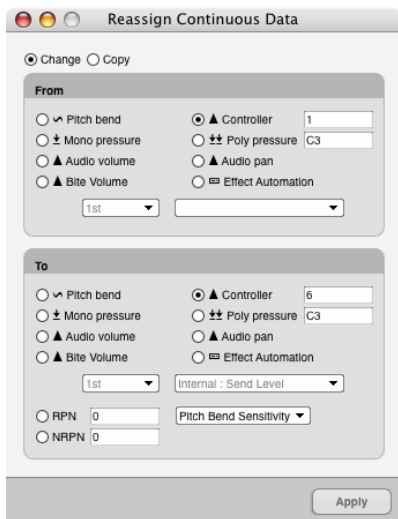 Reassign Continuous Data
Change Copy
From
Pitch bend Controller 1
Mono pressure Poly pressure C3
Audio volume Audio pan
Bite Volume Effect Automation
1st
To
Pitch bend Controller 6
Mono pressure Poly pressure C3
Audio volume Audio pan
Bite Volume Effect Automation
1st Internal : Send Level
RPN 0 Pitch Bend Sensitivity
NRPN 0
Apply